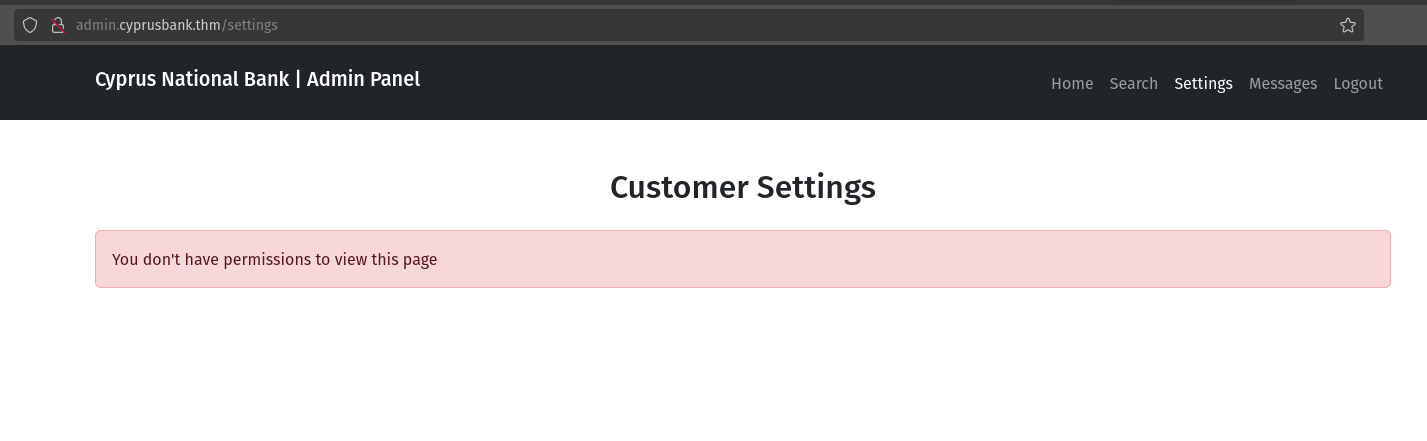 admin.cyprusbank.thm/settings
Cyprus National Bank | Admin Panel
Home Search Settings Messages Logout
Customer Settings
You don't have permissions to view this page